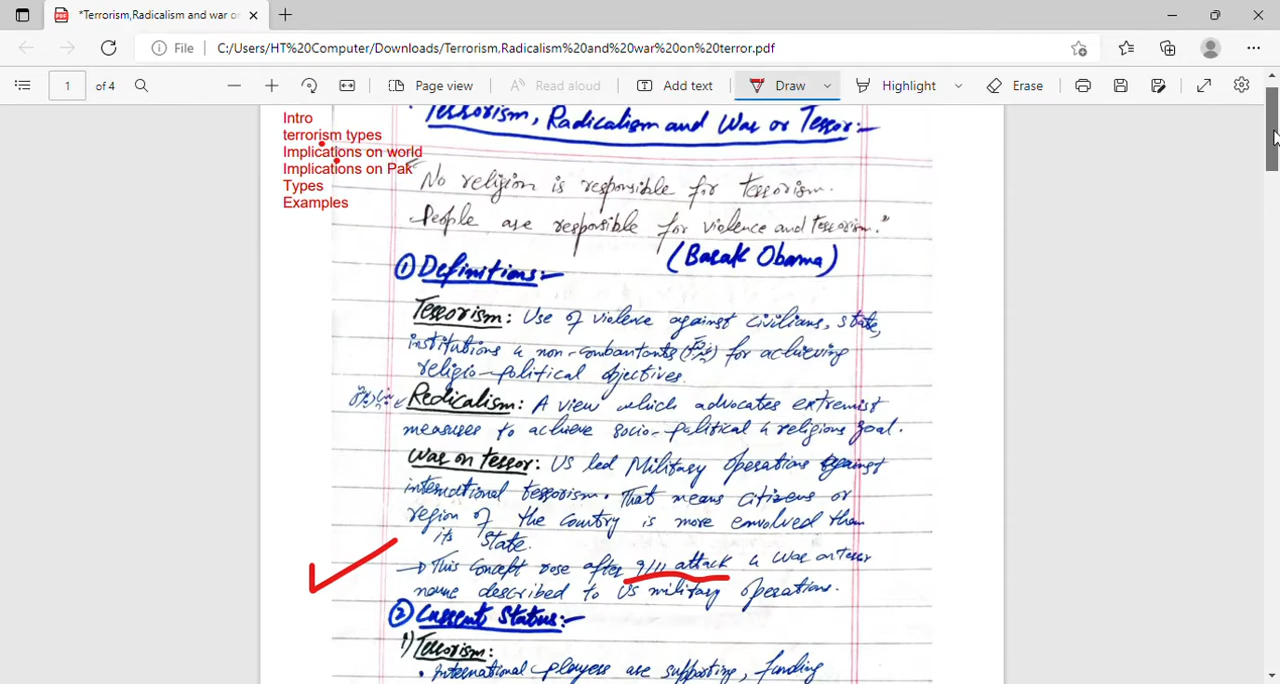 *Terrorism,Radicalism and war o
File C:/Users/HT%20Computer/Downloads/Terrorism,Radicalism%20and%20war%20on%20terror.pdf
1 of 4 Page view Read aloud Add text Draw Highlight Erase
Intro
terrorism types
Implications on world
Implications on Pak
Types
Examples
Terrorism, Radicalism and War or Terror:-
"No religion is responsible for terrorism.
People are responsible for violence and terrorism."
(Barak Obama)
① Definitions:-
Terrorism: Use of violence against civilians, state,
institutions & non-combantants for achieving
religio-political objectives.
Redicalism: A view which advocates extremist
measures to achieve socio-political & religious goal.
War on terror: US led Military operations against
international terrorism. That means citizens or
region of the country is more envolved than
its state.
→ This concept rose after 9/11 attack & war on terror
name described to US military operations.
② Current Status:-
1) Terrorism:
• International players are supporting, funding